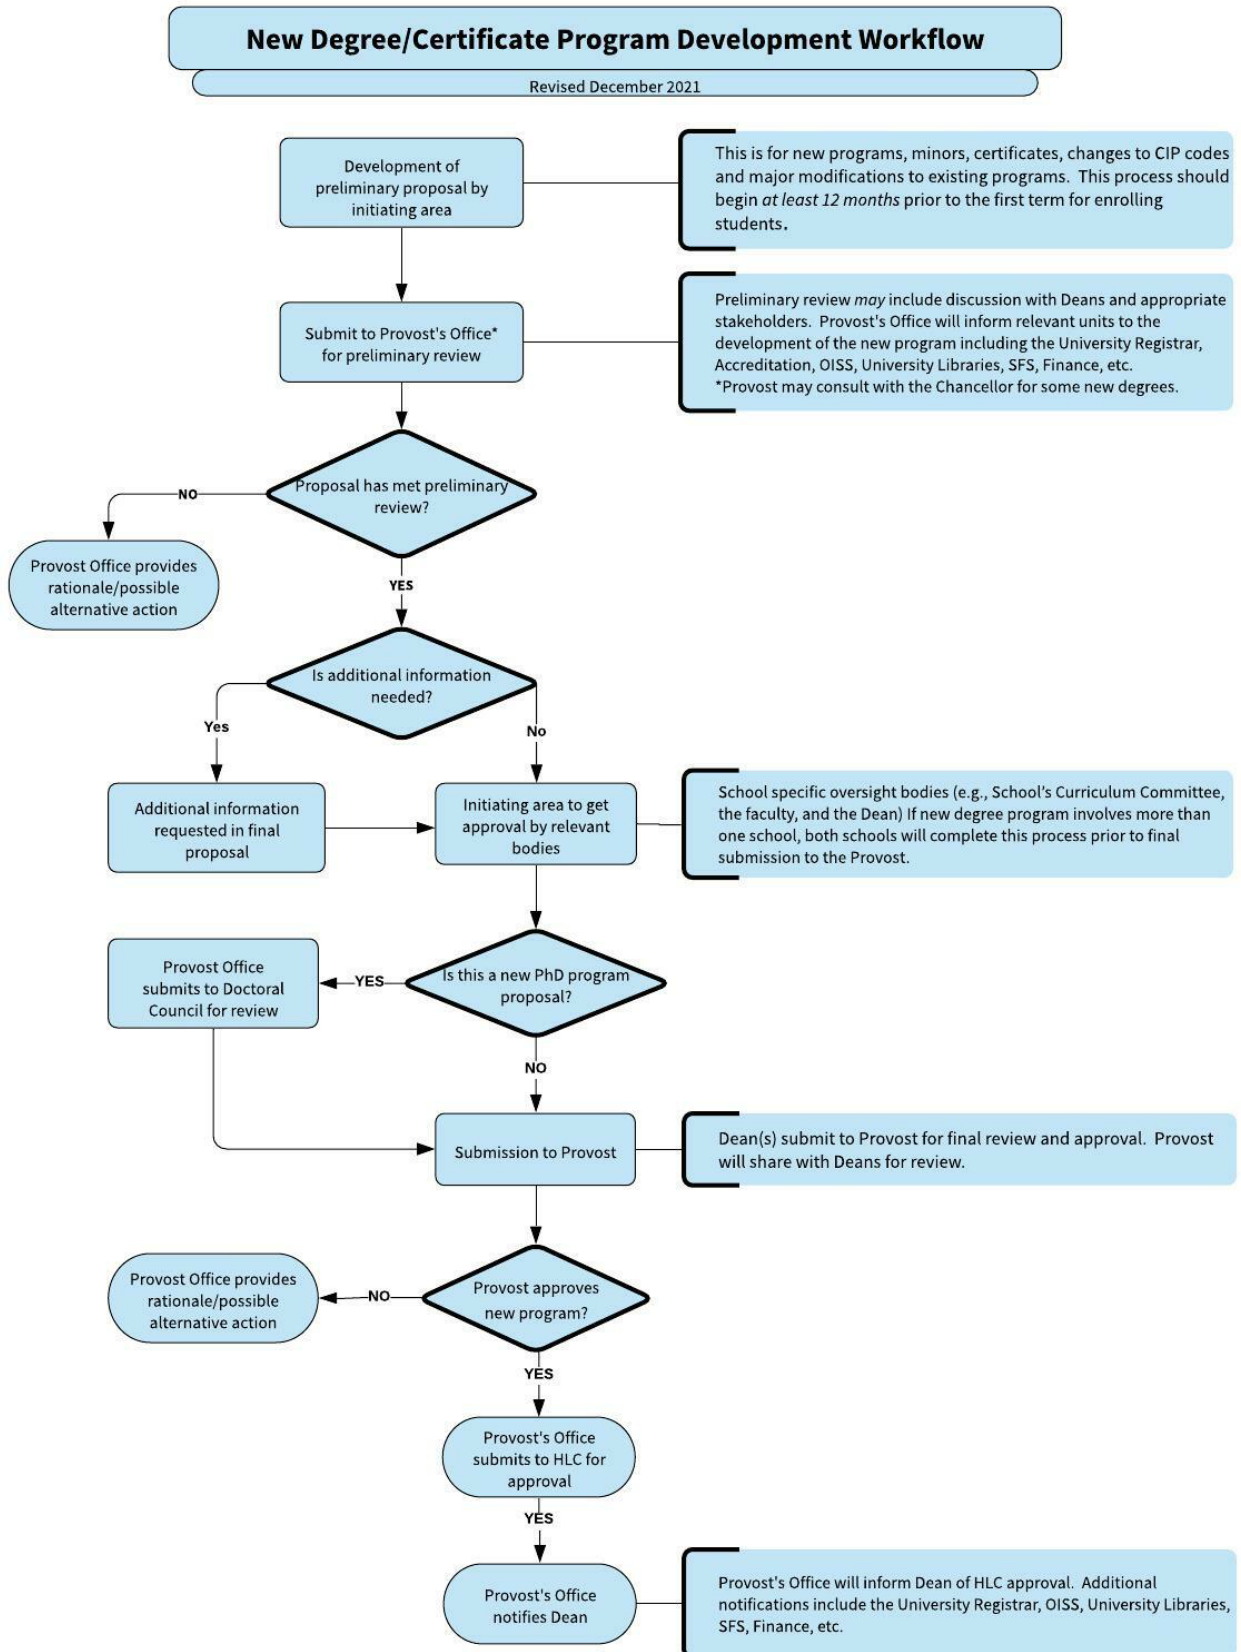 New Degree/Certificate Program Development Workflow
Revised December 2021
Development of
preliminary proposal by
initiating area
This is for new programs, minors, certificates, changes to CIP codes
and major modifications to existing programs.  This process should
begin at least 12 months prior to the first term for enrolling
students.
Submit to Provost's Office*
for preliminary review
Preliminary review may include discussion with Deans and appropriate
stakeholders.  Provost's Office will inform relevant units to the
development of the new program including the University Registrar,
Accreditation, OISS, University Libraries, SFS, Finance, etc.
*Provost may consult with the Chancellor for some new degrees.
Proposal has met preliminary
review?
NO
Provost Office provides
rationale/possible
alternative action
YES
Is additional information
needed?
Yes
No
Additional information
requested in final
proposal
Initiating area to get
approval by relevant
bodies
School specific oversight bodies (e.g., School's Curriculum Committee,
the faculty, and the Dean) If new degree program involves more than
one school, both schools will complete this process prior to final
submission to the Provost.
Is this a new PhD program
proposal?
YES
Provost Office
submits to Doctoral
Council for review
NO
Submission to Provost
Dean(s) submit to Provost for final review and approval.  Provost
will share with Deans for review.
Provost approves
new program?
NO
Provost Office provides
rationale/possible
alternative action
YES
Provost's Office
submits to HLC for
approval
YES
Provost's Office
notifies Dean
Provost's Office will inform Dean of HLC approval.  Additional
notifications include the University Registrar, OISS, University Libraries,
SFS, Finance, etc.